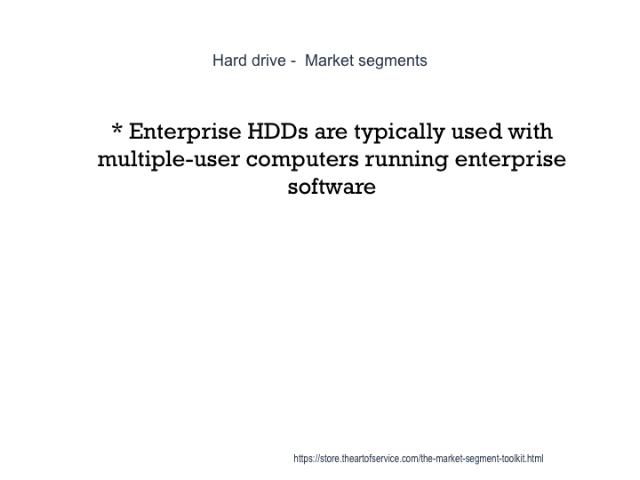 Hard drive -  Market segments
* Enterprise HDDs are typically used with
multiple-user computers running enterprise
software
https://store.theartofservice.com/the-market-segment-toolkit.html